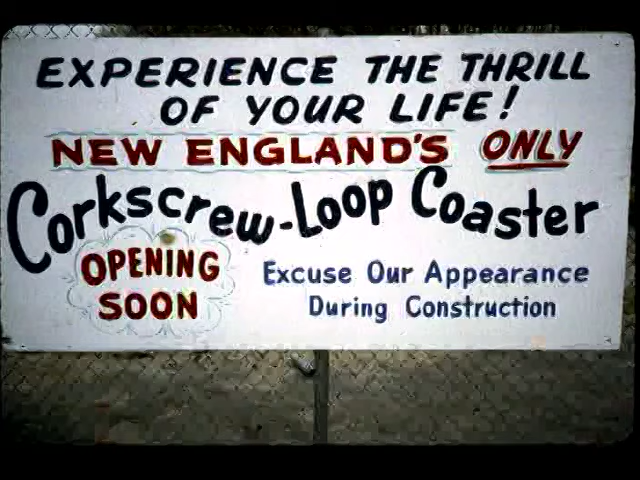 EXPERIENCE THE THRILL
OF YOUR LIFE!
NEW ENGLAND'S ONLY
Corkscrew-Loop Coaster
OPENING
SOON
Excuse Our Appearance
During Construction